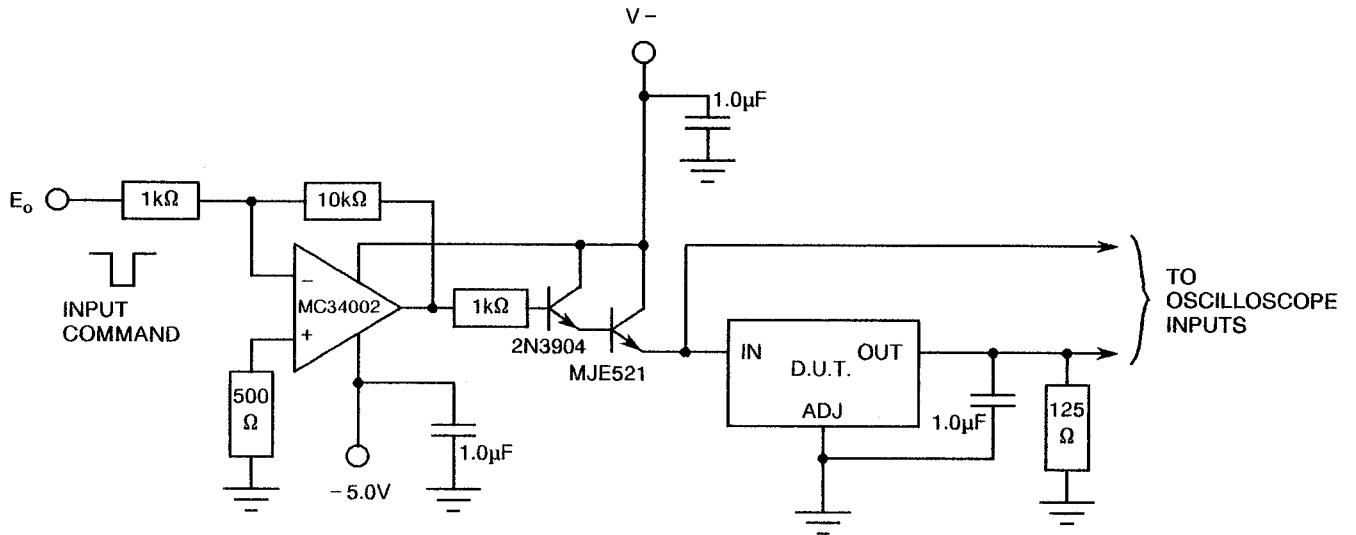 V –
1.0µF
E₀
1kΩ
10kΩ
INPUT
COMMAND
–
MC34002
+
1kΩ
2N3904
MJE521
TO
OSCILLOSCOPE
INPUTS
IN
OUT
D.U.T.
ADJ
500
Ω
1.0µF
– 5.0V
1.0µF
125
Ω